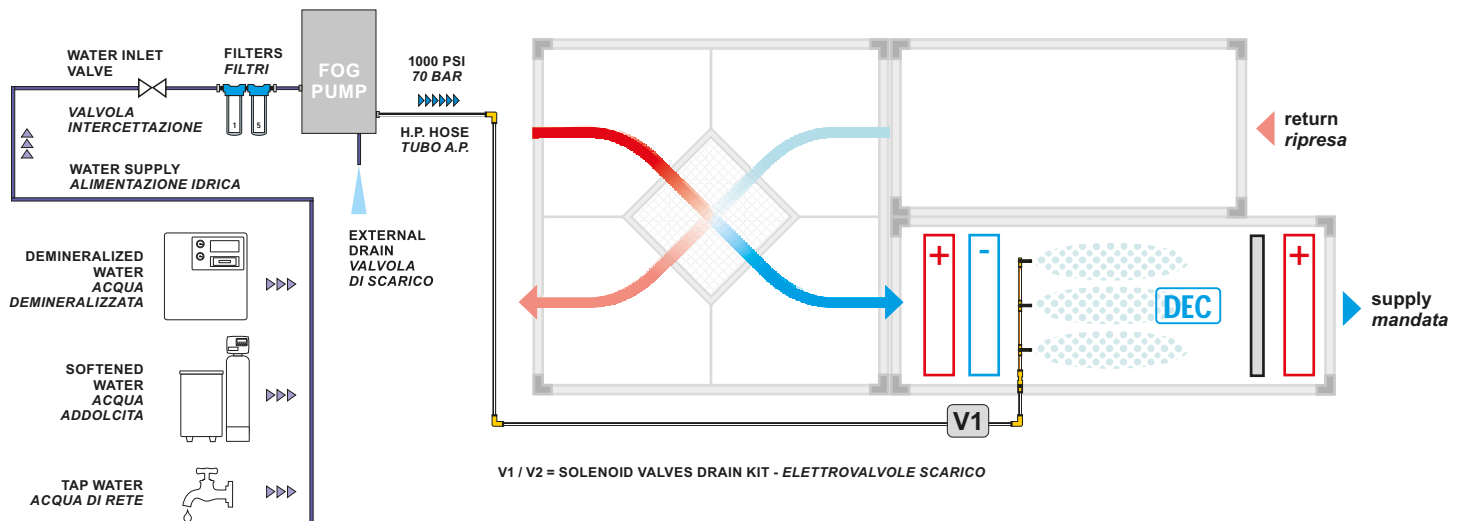 WATER INLET
VALVE
VALVOLA
INTERCETTAZIONE
FILTERS
FILTRI
1
5
FOG
PUMP
1000 PSI
70 BAR
H.P. HOSE
TUBO A.P.
WATER SUPPLY
ALIMENTAZIONE IDRICA
EXTERNAL
DRAIN
VALVOLA
DI SCARICO
DEMINERALIZED
WATER
ACQUA
DEMINERALIZZATA
SOFTENED
WATER
ACQUA
ADDOLCITA
TAP WATER
ACQUA DI RETE
return
ripresa
+
-
DEC
+
supply
mandata
V1
V1 / V2 = SOLENOID VALVES DRAIN KIT - ELETTROVALVOLE SCARICO